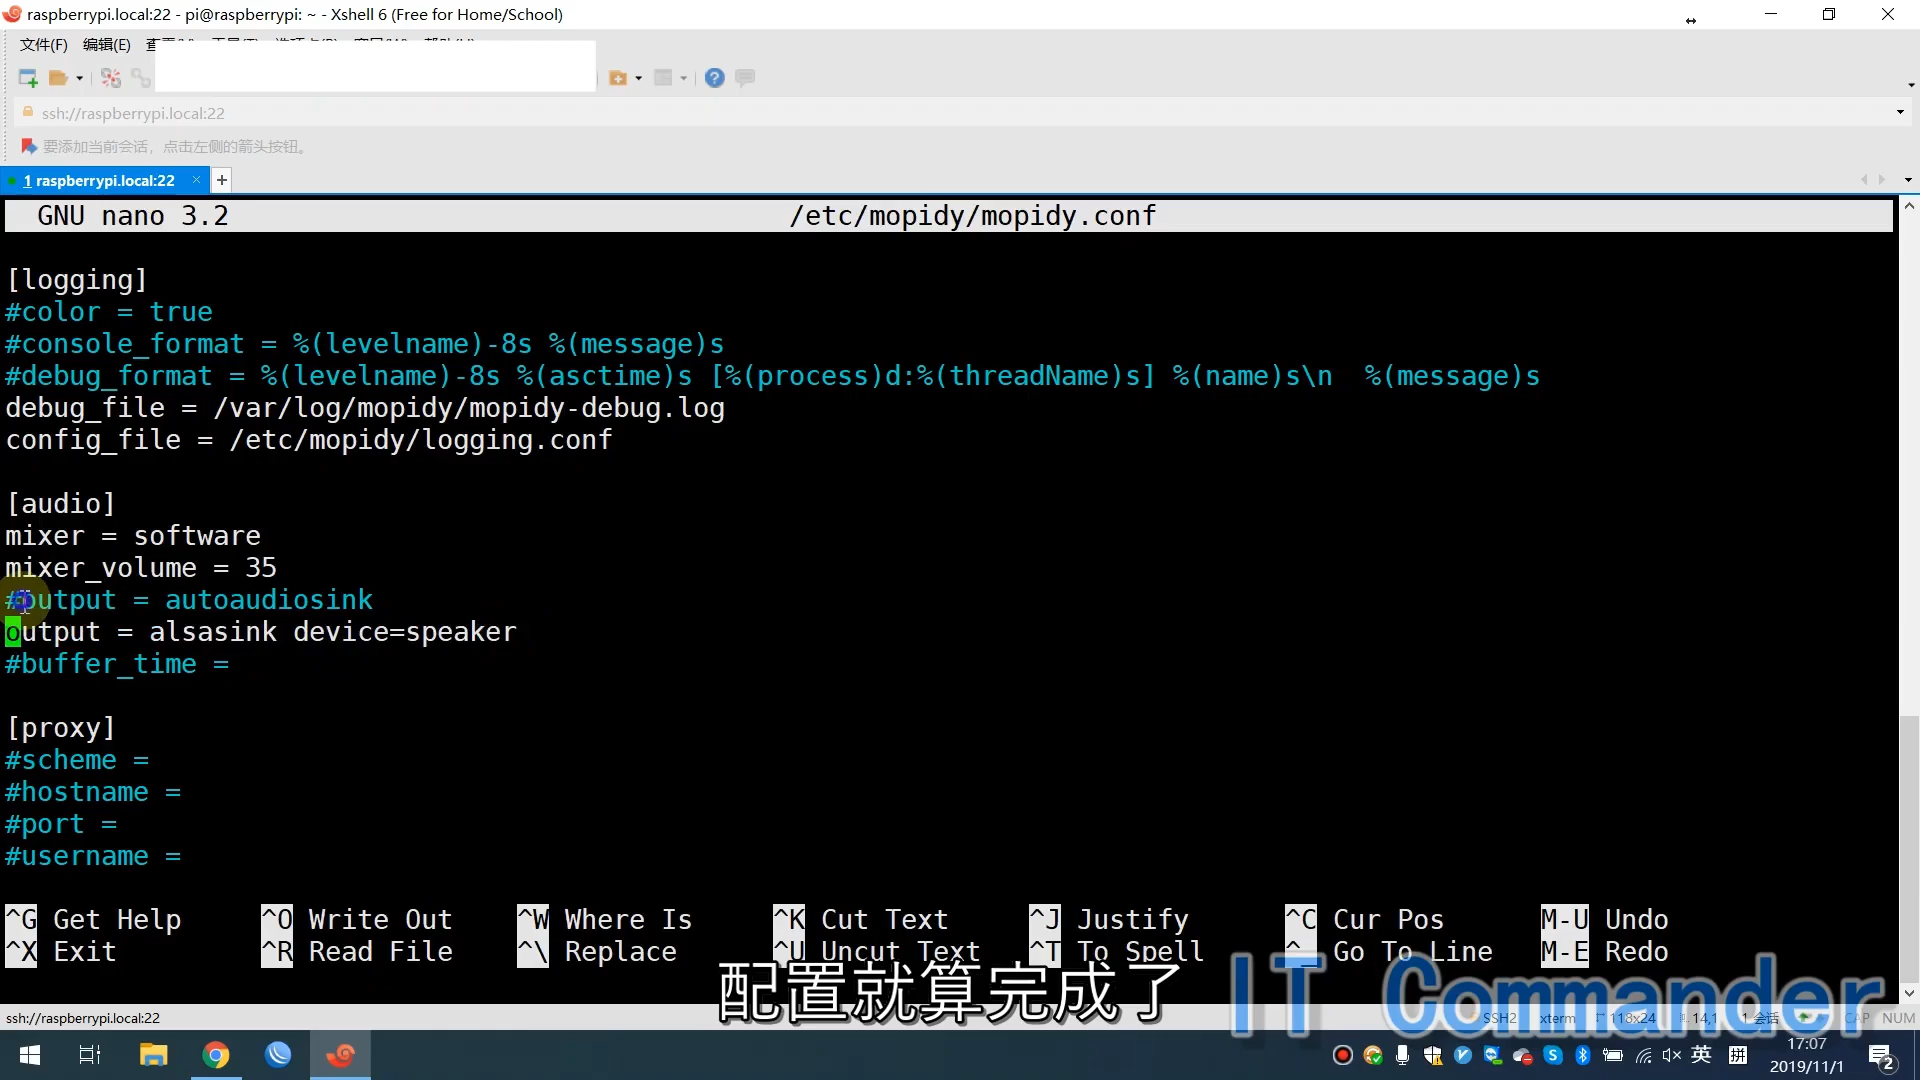 raspberrypi.local:22 - pi@raspberrypi: ~ - Xshell 6 (Free for Home/School)
文件(F) 编辑(E)
ssh://raspberrypi.local:22
要添加当前会话，点击左侧的箭头按钮。
1 raspberrypi.local:22 × +
GNU nano 3.2 /etc/mopidy/mopidy.conf
[logging]
#color = true
#console_format = %(levelname)-8s %(message)s
#debug_format = %(levelname)-8s %(asctime)s [%(process)d:%(threadName)s] %(name)s\n  %(message)s
debug_file = /var/log/mopidy/mopidy-debug.log
config_file = /etc/mopidy/logging.conf
[audio]
mixer = software
mixer_volume = 35
#output = autoaudiosink
output = alsasink device=speaker
#buffer_time =
[proxy]
#scheme =
#hostname =
#port =
#username =
^G Get Help ^O Write Out ^W Where Is ^K Cut Text ^J Justify ^C Cur Pos M-U Undo
^X Exit ^R Read File ^\ Replace ^U Uncut Text ^T To Spell ^_ Go To Line M-E Redo
配置就算完成了
IT Commander
ssh://raspberrypi.local:22 SSH2 xterm 118x24 14,1 1 会话 CAP NUM
英 拼 17:07
2019/11/1 2